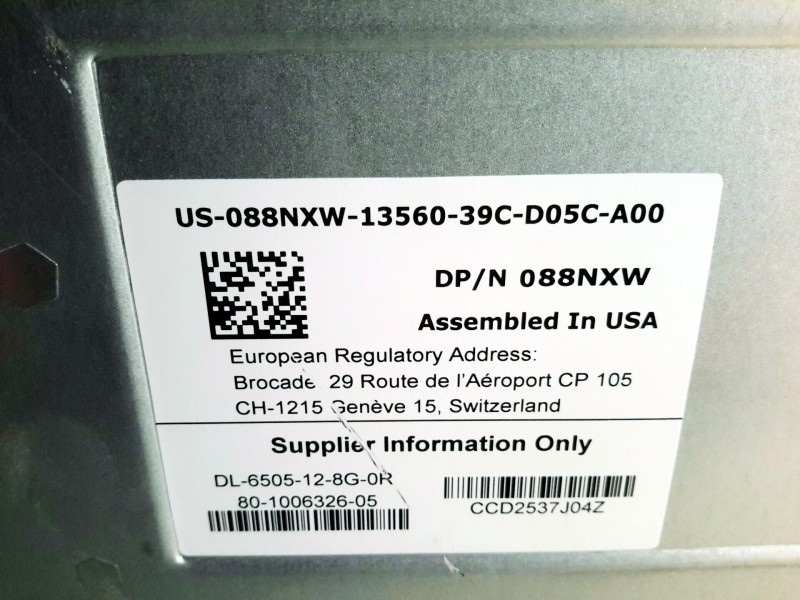 US-088NXW-13560-39C-D05C-A00
DP/N 088NXW
Assembled In USA
European Regulatory Address:
Brocade 29 Route de l'Aéroport CP 105
CH-1215 Genève 15, Switzerland
Supplier Information Only
DL-6505-12-8G-0R
80-1006326-05
CCD2537J04Z